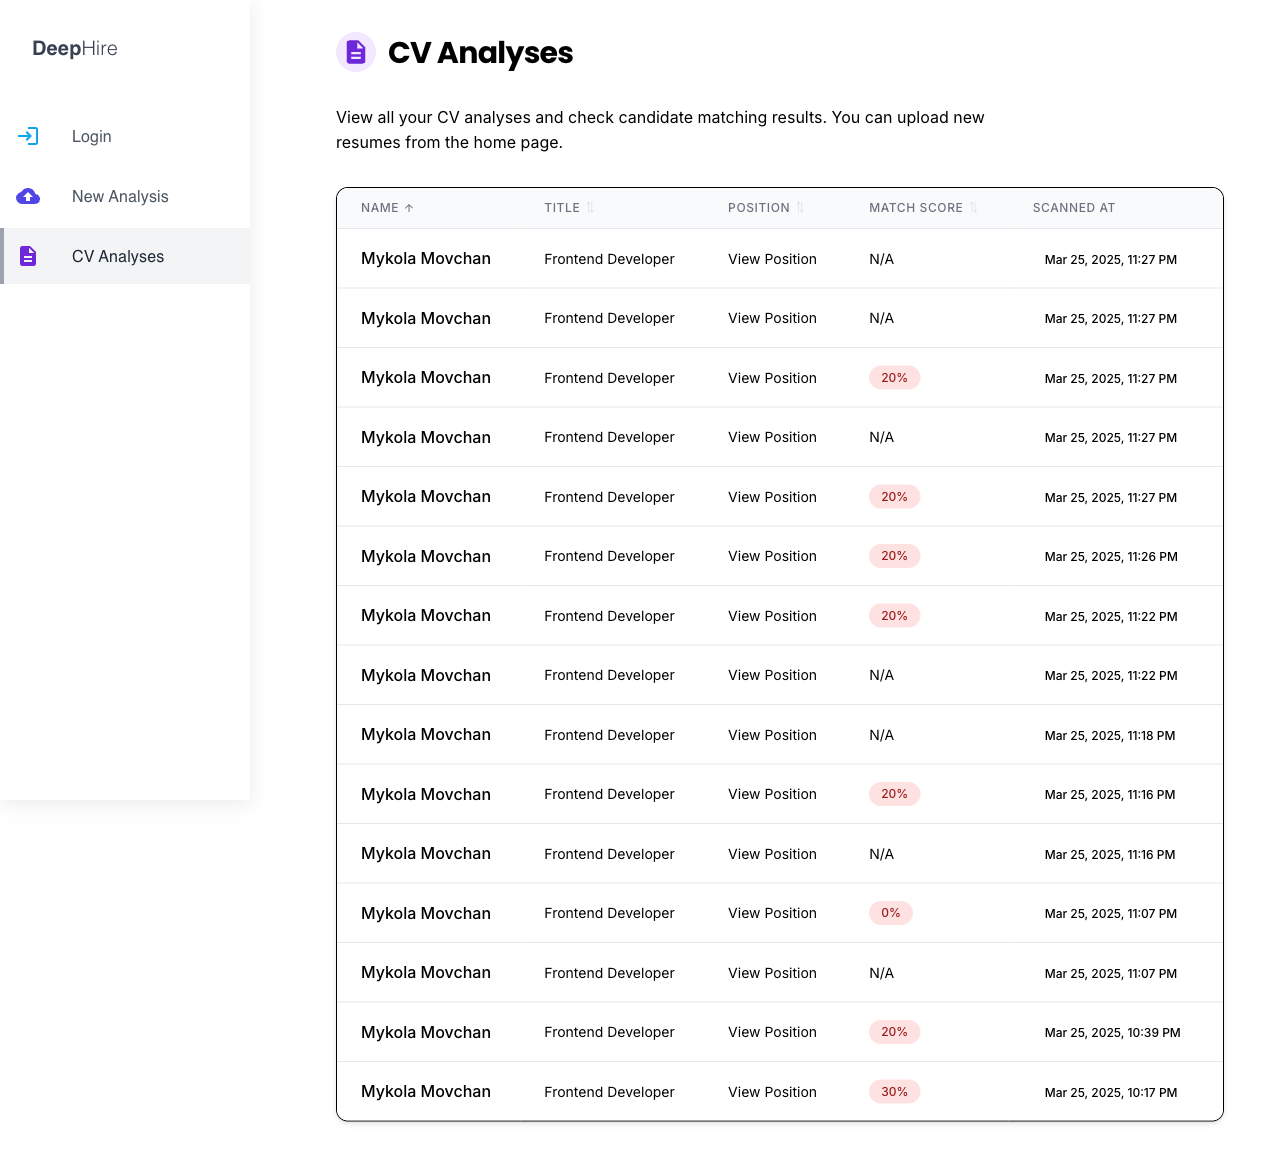 DeepHire
Login
New Analysis
CV Analyses
CV Analyses
View all your CV analyses and check candidate matching results. You can upload new
resumes from the home page.
NAME ↑ TITLE ⇅ POSITION ⇅ MATCH SCORE ⇅ SCANNED AT
Mykola Movchan Frontend Developer View Position N/A Mar 25, 2025, 11:27 PM
Mykola Movchan Frontend Developer View Position N/A Mar 25, 2025, 11:27 PM
Mykola Movchan Frontend Developer View Position 20% Mar 25, 2025, 11:27 PM
Mykola Movchan Frontend Developer View Position N/A Mar 25, 2025, 11:27 PM
Mykola Movchan Frontend Developer View Position 20% Mar 25, 2025, 11:27 PM
Mykola Movchan Frontend Developer View Position 20% Mar 25, 2025, 11:26 PM
Mykola Movchan Frontend Developer View Position 20% Mar 25, 2025, 11:22 PM
Mykola Movchan Frontend Developer View Position N/A Mar 25, 2025, 11:22 PM
Mykola Movchan Frontend Developer View Position N/A Mar 25, 2025, 11:18 PM
Mykola Movchan Frontend Developer View Position 20% Mar 25, 2025, 11:16 PM
Mykola Movchan Frontend Developer View Position N/A Mar 25, 2025, 11:16 PM
Mykola Movchan Frontend Developer View Position 0% Mar 25, 2025, 11:07 PM
Mykola Movchan Frontend Developer View Position N/A Mar 25, 2025, 11:07 PM
Mykola Movchan Frontend Developer View Position 20% Mar 25, 2025, 10:39 PM
Mykola Movchan Frontend Developer View Position 30% Mar 25, 2025, 10:17 PM